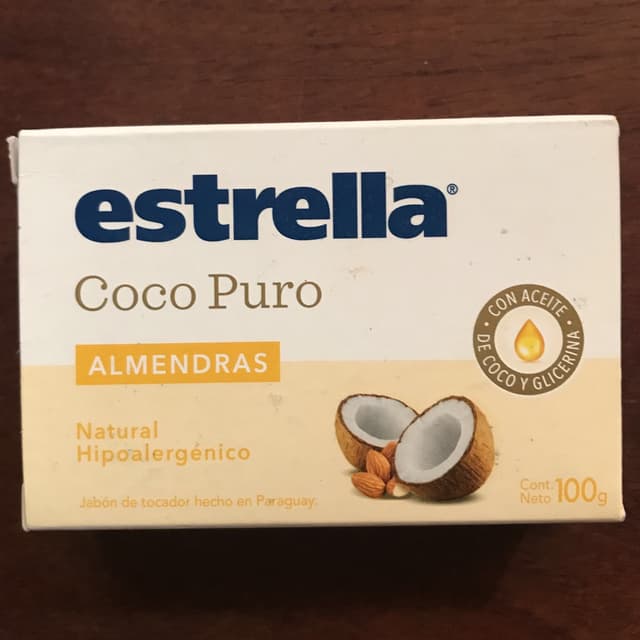 estrella®
Coco Puro
ALMENDRAS
· CON ACEITE ·
DE COCO Y GLICERINA
Natural
Hipoalergénico
Jabón de tocador hecho en Paraguay.
Cont.
Neto 100g